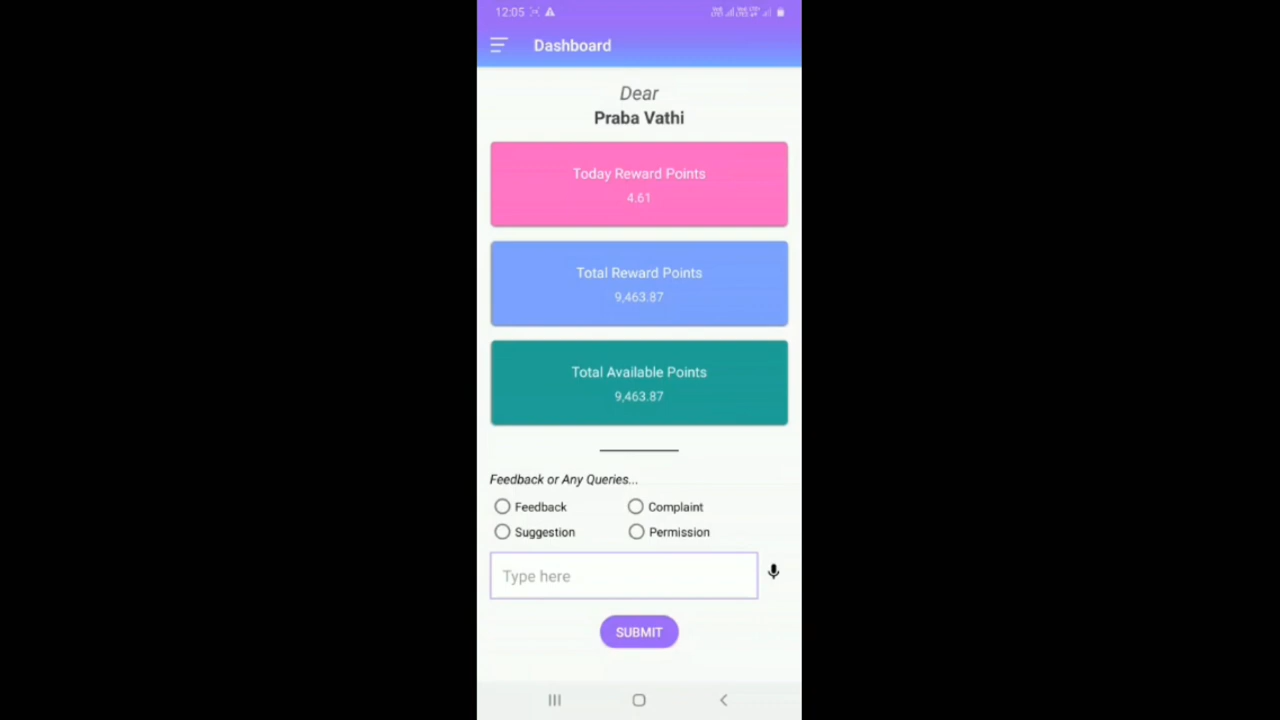 12:05
Dashboard
Dear
Praba Vathi
Today Reward Points
4.61
Total Reward Points
9,463.87
Total Available Points
9,463.87
Feedback or Any Queries...
Feedback
Complaint
Suggestion
Permission
Type here
SUBMIT